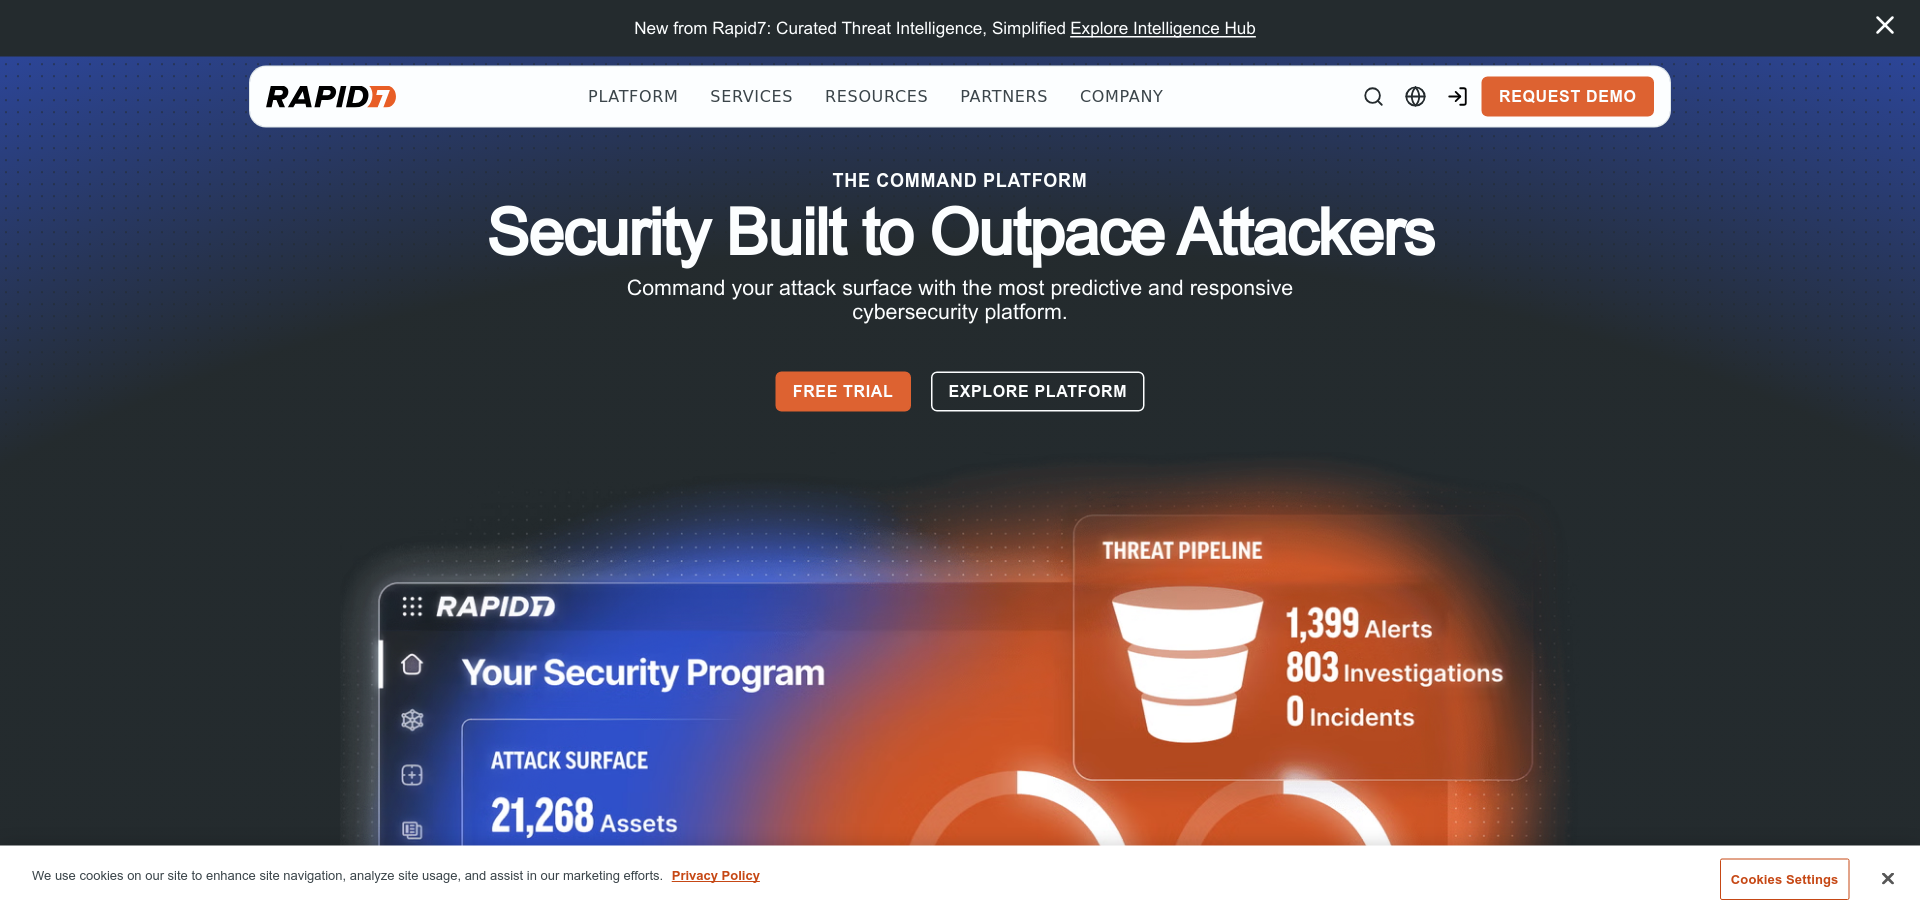 New from Rapid7: Curated Threat Intelligence, Simplified Explore Intelligence Hub
RAPID7
PLATFORM
SERVICES
RESOURCES
PARTNERS
COMPANY
REQUEST DEMO
THE COMMAND PLATFORM
Security Built to Outpace Attackers
Command your attack surface with the most predictive and responsive
cybersecurity platform.
FREE TRIAL
EXPLORE PLATFORM
THREAT PIPELINE
1,399 Alerts
803 Investigations
0 Incidents
RAPID7
Your Security Program
ATTACK SURFACE
21,268 Assets
We use cookies on our site to enhance site navigation, analyze site usage, and assist in our marketing efforts. Privacy Policy
Cookies Settings